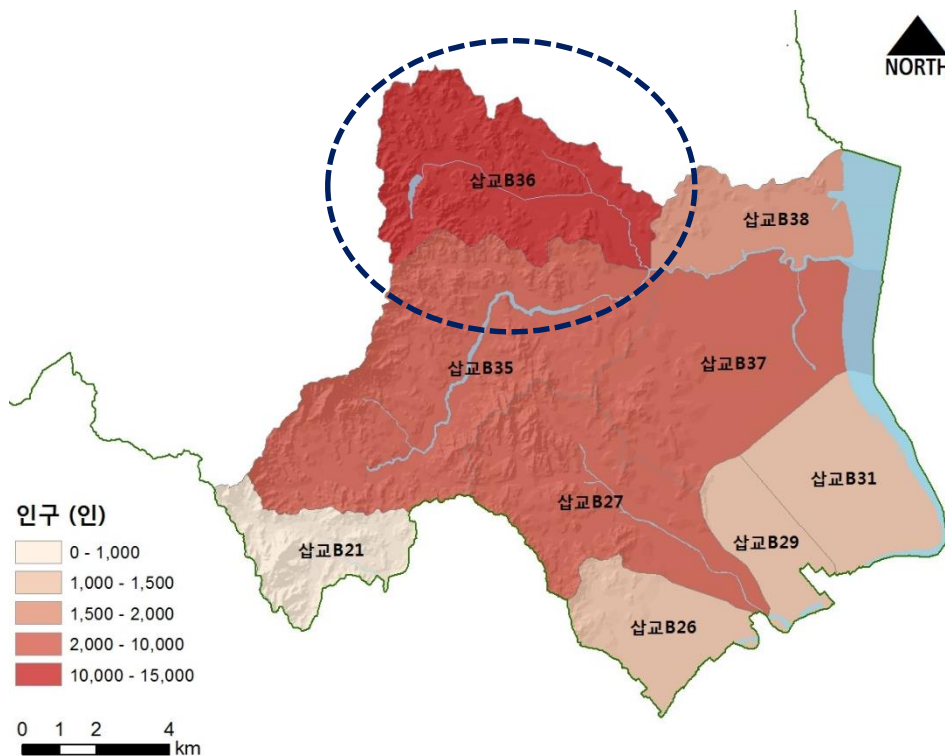 NORTH
삽교B36
삽교B38
삽교B35
삽교B37
삽교B31
삽교B27
삽교B29
삽교B21
삽교B26
인구 (인)
0 - 1,000
1,000 - 1,500
1,500 - 2,000
2,000 - 10,000
10,000 - 15,000
0 1 2 4
km